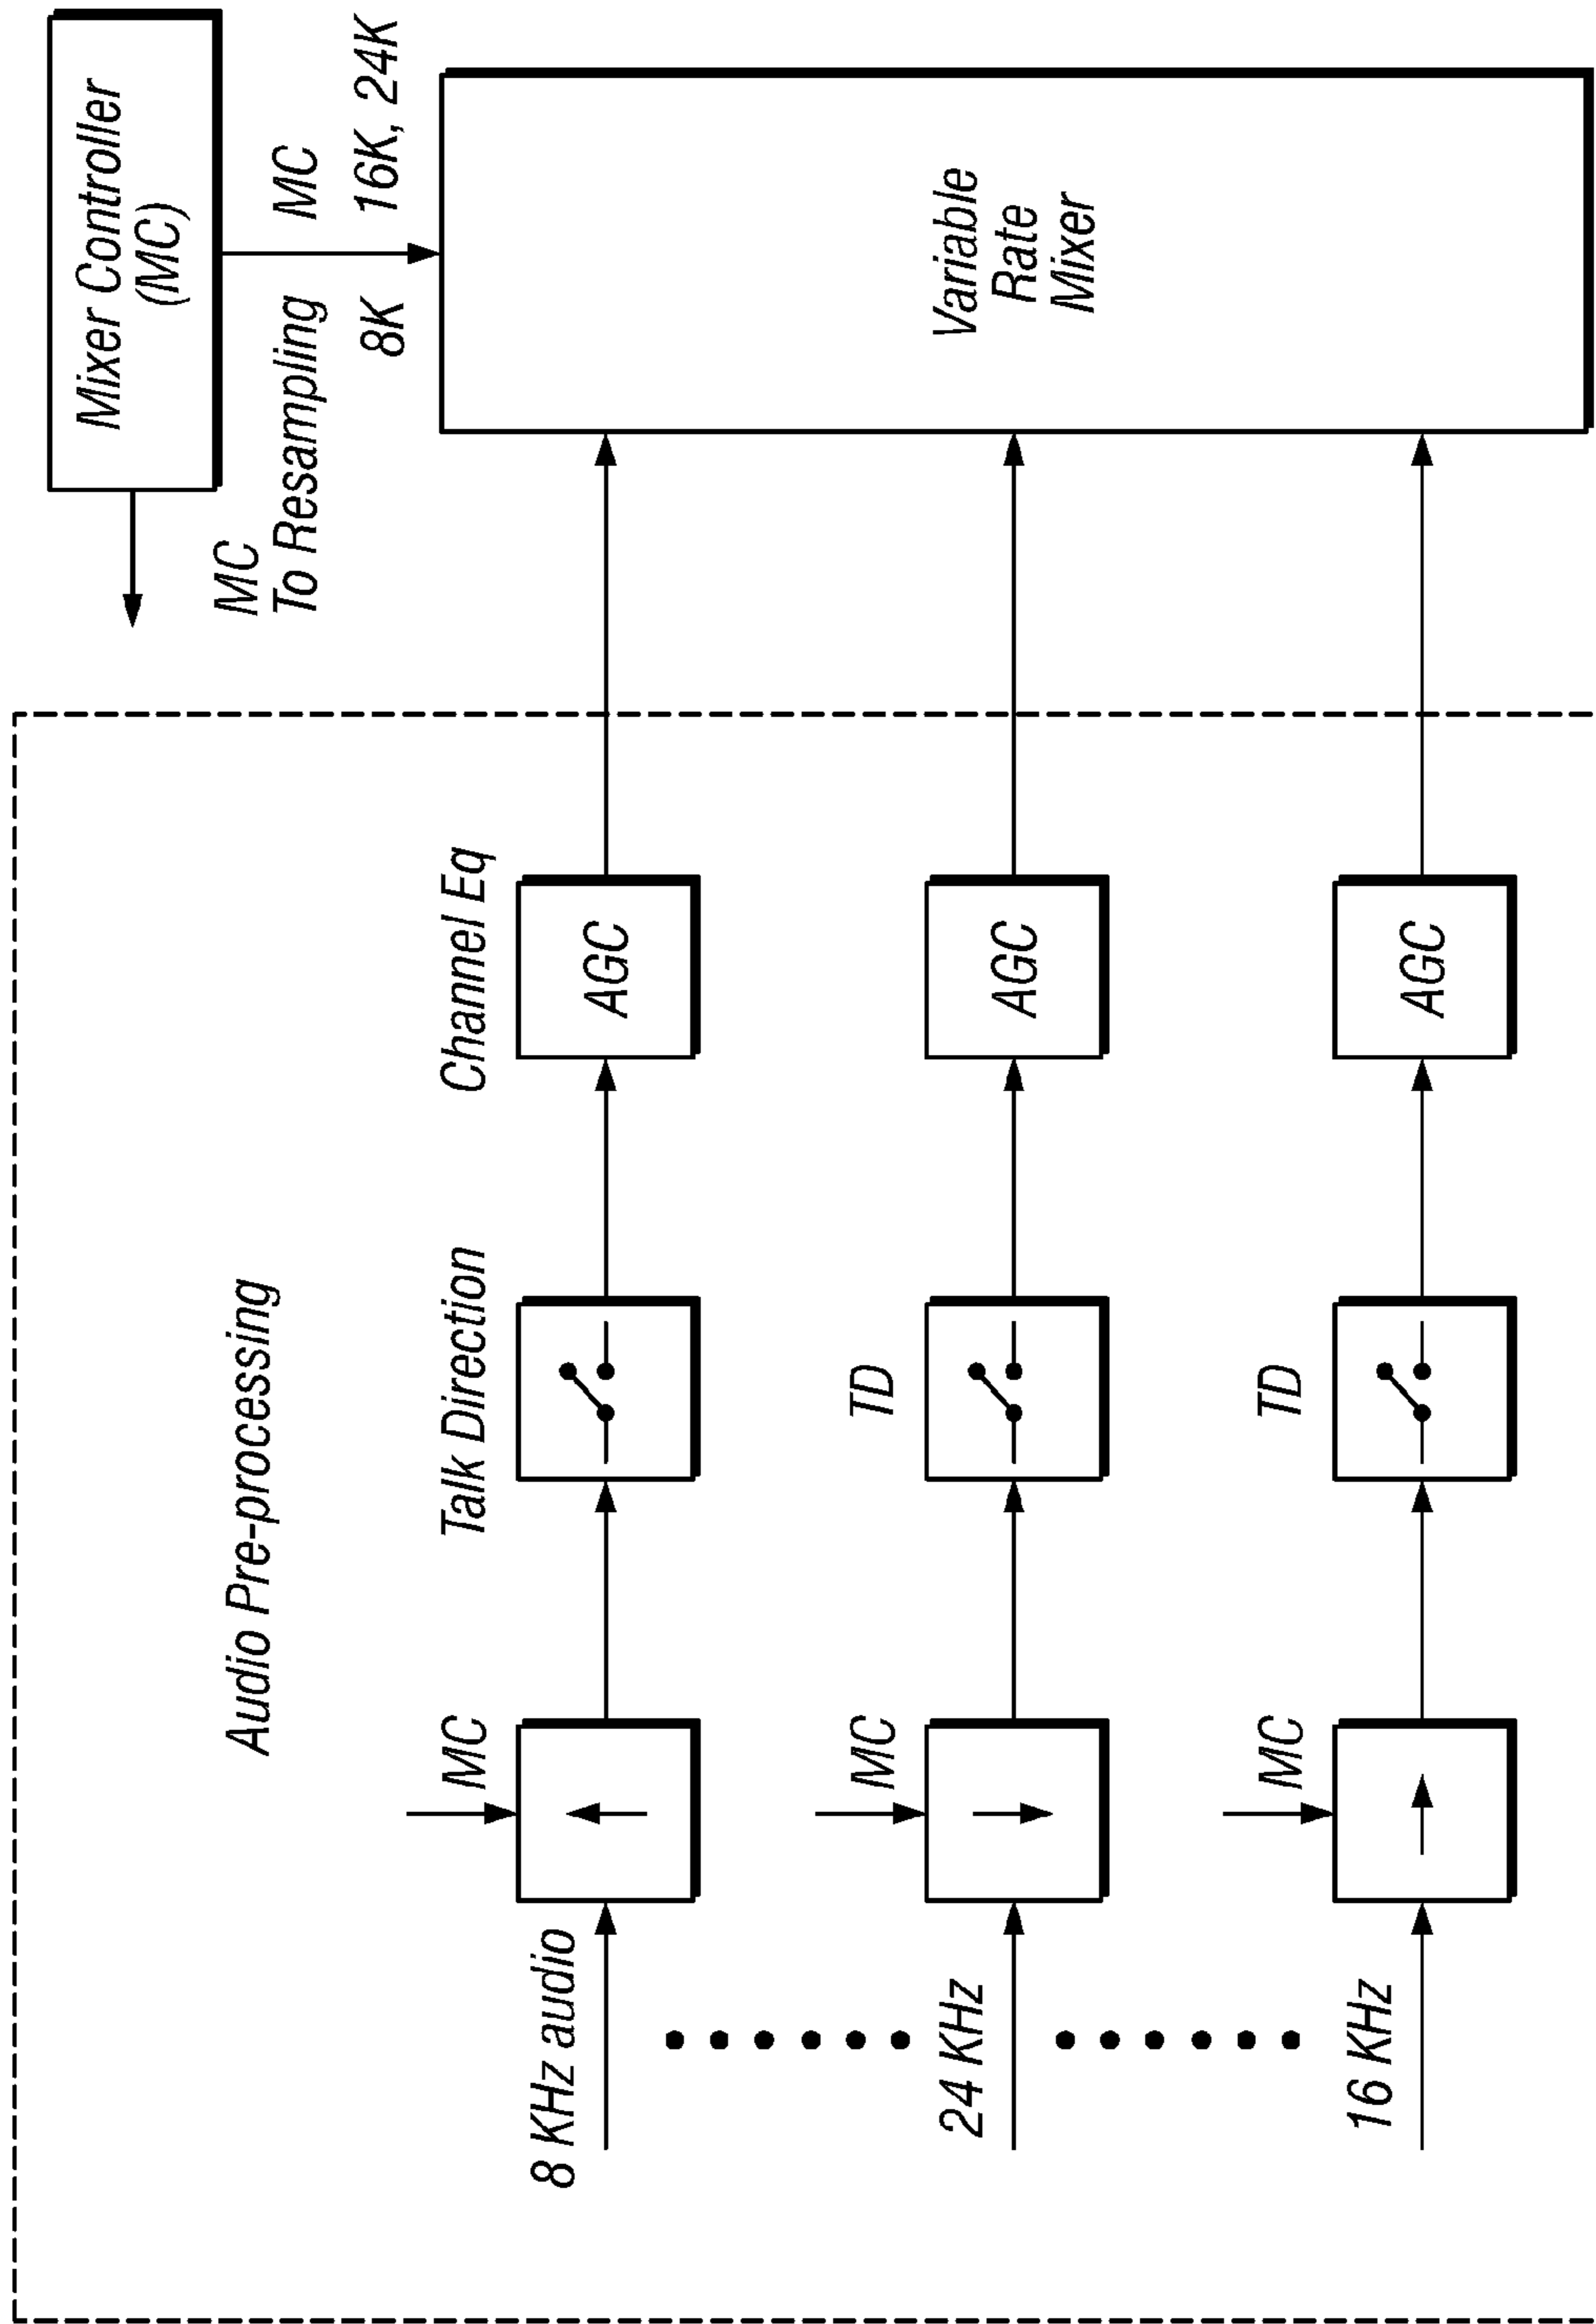 Audio Pre-processing
MC
To Resampling
Mixer Controller
(MC)
MC
8K
16K, 24K
8 KHz audio
MC
Talk Direction
Channel Eq
AGC
24 KHz
MC
TD
AGC
16 KHz
MC
TD
AGC
Variable
Rate
Mixer